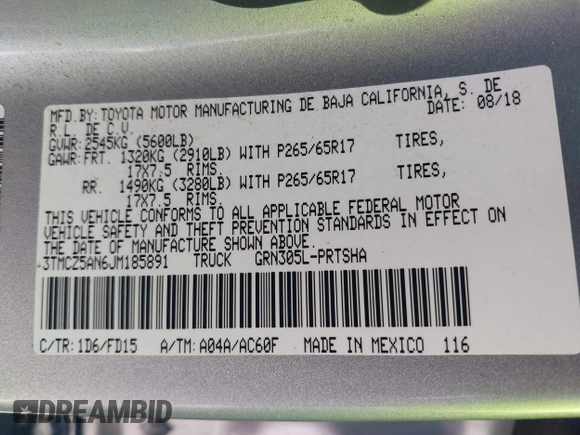 MFD.BY:TOYOTA MOTOR MANUFACTURING DE BAJA CALIFORNIA, S. DE
R.L. DE C.V. DATE: 08/18
GVWR:2545KG (5600LB)
GAWR:FRT. 1320KG (2910LB) WITH P265/65R17 TIRES,
17X7.5 RIMS.
RR. 1490KG (3280LB) WITH P265/65R17 TIRES,
17X7.5 RIMS.
THIS VEHICLE CONFORMS TO ALL APPLICABLE FEDERAL MOTOR
VEHICLE SAFETY AND THEFT PREVENTION STANDARDS IN EFFECT ON
THE DATE OF MANUFACTURE SHOWN ABOVE.
3TMCZ5AN6JM185891 TRUCK GRN305L-PRTSHA
C/TR:1D6/FD15 A/TM:A04A/AC60F MADE IN MEXICO 116
DREAMBID